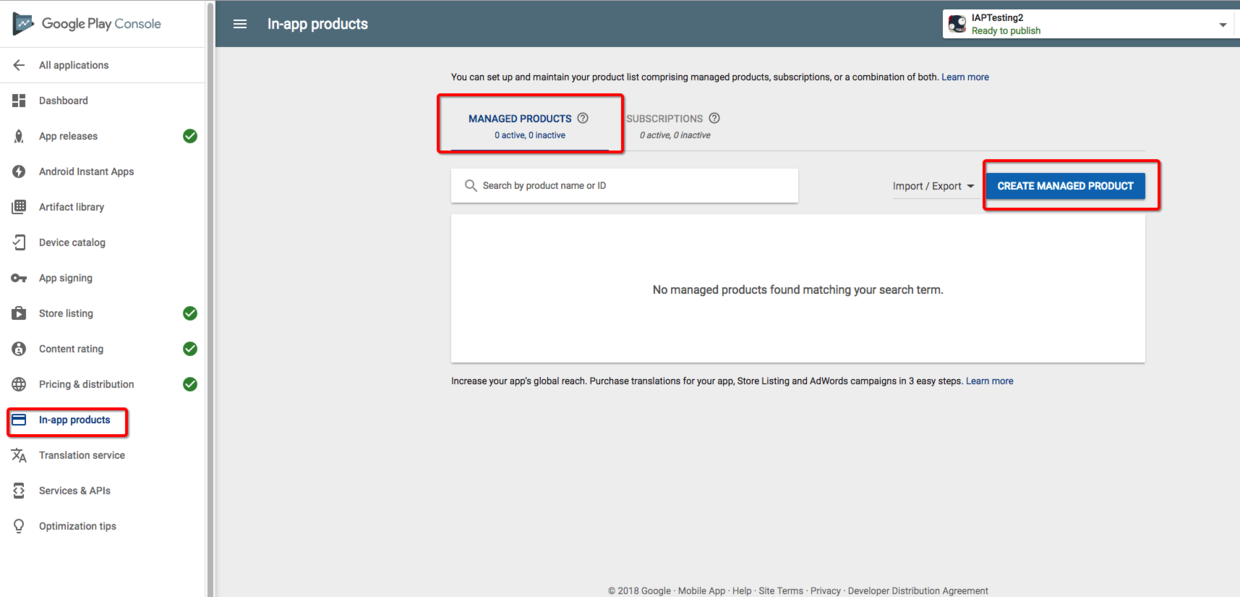 Google Play Console
All applications
Dashboard
App releases
Android Instant Apps
Artifact library
Device catalog
App signing
Store listing
Content rating
Pricing & distribution
In-app products
Translation service
Services & APIs
Optimization tips
In-app products
IAPTesting2
Ready to publish
You can set up and maintain your product list comprising managed products, subscriptions, or a combination of both. Learn more
MANAGED PRODUCTS
0 active, 0 inactive
SUBSCRIPTIONS
0 active, 0 inactive
Search by product name or ID
Import / Export
CREATE MANAGED PRODUCT
No managed products found matching your search term.
Increase your app's global reach. Purchase translations for your app, Store Listing and AdWords campaigns in 3 easy steps. Learn more
© 2018 Google · Mobile App · Help · Site Terms · Privacy · Developer Distribution Agreement